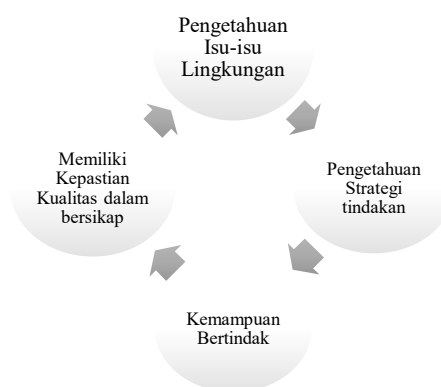 Pengetahuan
Isu-isu
Lingkungan
Pengetahuan
Strategi
tindakan
Kemampuan
Bertindak
Memiliki
Kepastian
Kualitas dalam
bersikap